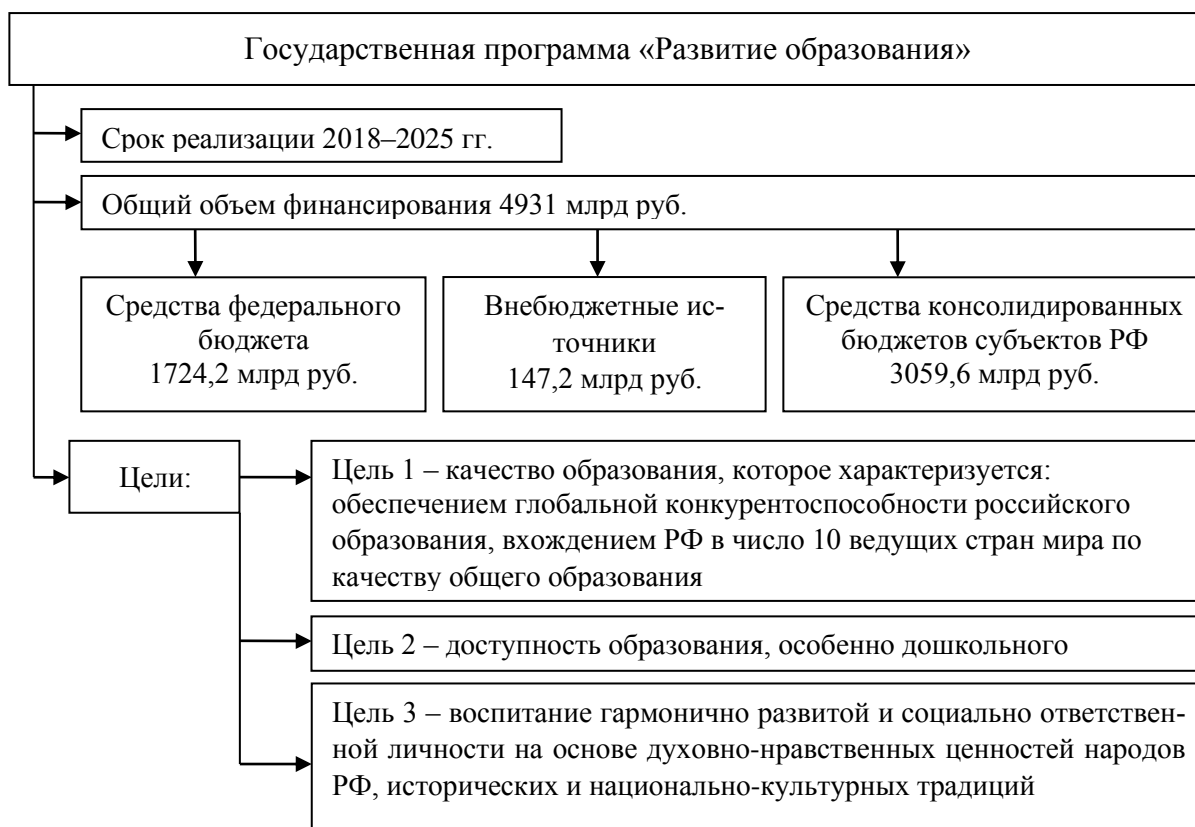 Государственная программа «Развитие образования»
Срок реализации 2018–2025 гг.
Общий объем финансирования 4931 млрд руб.
Средства федерального
бюджета
1724,2 млрд руб.
Внебюджетные ис-
точники
147,2 млрд руб.
Средства консолидированных
бюджетов субъектов РФ
3059,6 млрд руб.
Цели:
Цель 1 – качество образования, которое характеризуется:
обеспечением глобальной конкурентоспособности российского
образования, вхождением РФ в число 10 ведущих стран мира по
качеству общего образования
Цель 2 – доступность образования, особенно дошкольного
Цель 3 – воспитание гармонично развитой и социально ответствен-
ной личности на основе духовно-нравственных ценностей народов
РФ, исторических и национально-культурных традиций